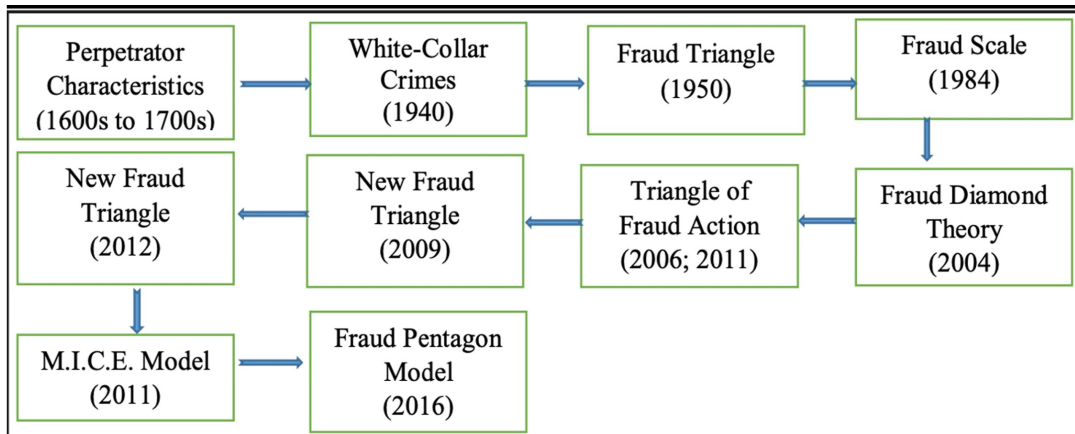 Perpetrator
Characteristics
(1600s to 1700s)
White-Collar
Crimes
(1940)
Fraud Triangle
(1950)
Fraud Scale
(1984)
Fraud Diamond
Theory
(2004)
Triangle of
Fraud Action
(2006; 2011)
New Fraud
Triangle
(2009)
New Fraud
Triangle
(2012)
M.I.C.E. Model
(2011)
Fraud Pentagon
Model
(2016)